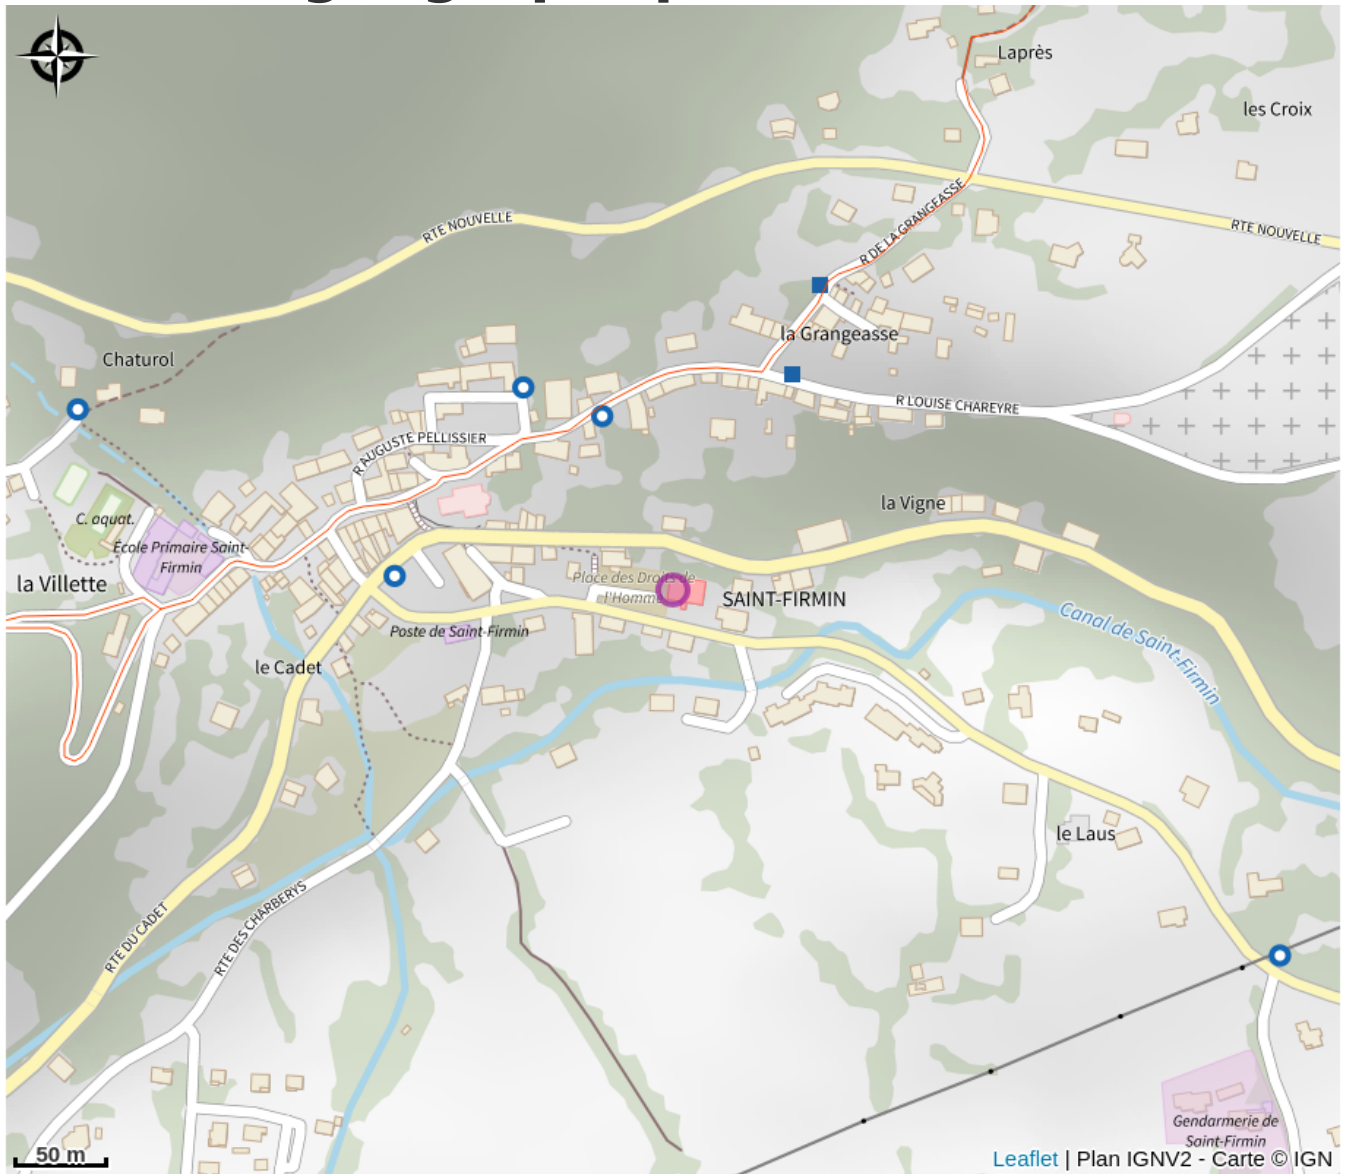 Laprès
les Croix
R DE LA GRANGEASSE
RTE NOUVELLE
RTE NOUVELLE
la Grangeasse
Chaturol
R LOUISE CHAREYRE
R AUGUSTE PELLISSIER
la Vigne
C. aquat.
École Primaire Saint-
Firmin
la Villette
Place des Droits de
l'Homme
SAINT-FIRMIN
Poste de Saint-Firmin
Canal de Saint-Firmin
le Cadet
le Laus
RTE DU CADET
RTE DES CHARBERYS
Gendarmerie de
Saint-Firmin
50 m
Leaflet | Plan IGNV2 - Carte © IGN